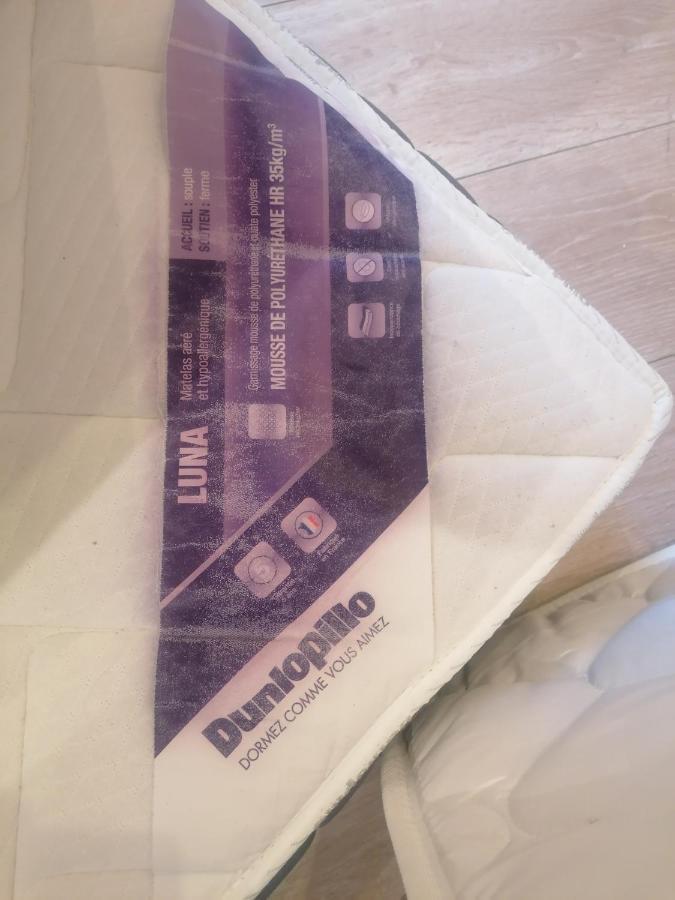 LUNA
Matelas aéré
et hypoallergénique
ACCUEIL : souple
SOUTIEN : ferme
Garnissage mousse de polyuréthane et ouate polyester
MOUSSE DE POLYURÉTHANE HR 35kg/m³
Dunlopillo
DORMEZ COMME VOUS AIMEZ